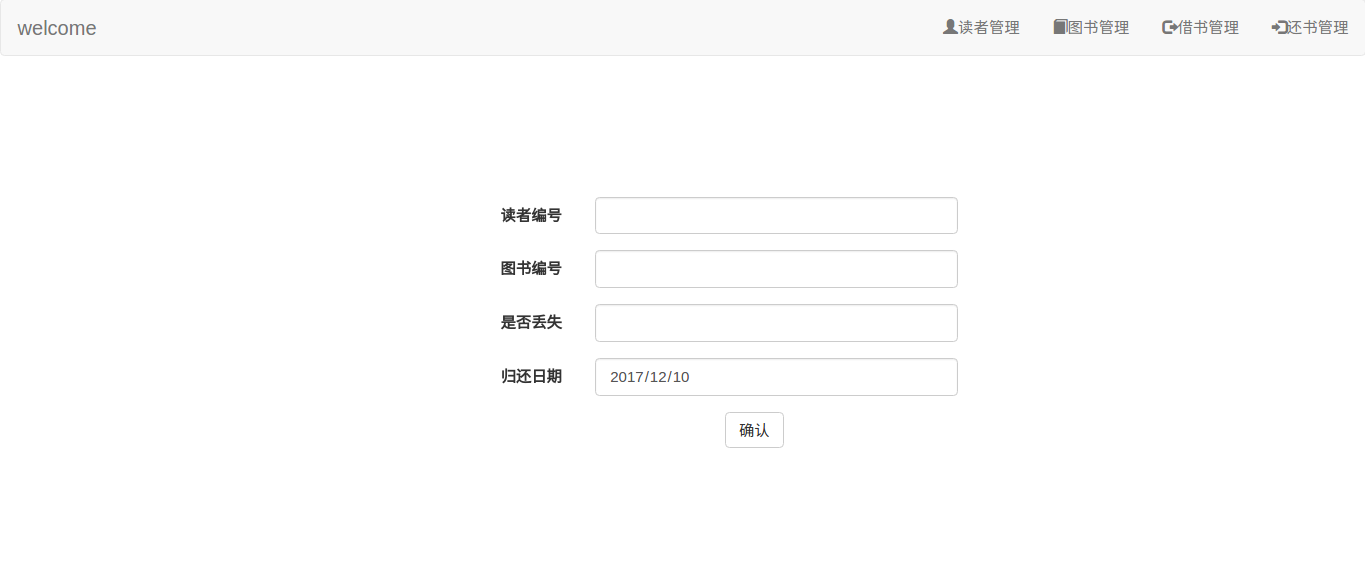 welcome 读者管理 图书管理 借书管理 还书管理
读者编号
图书编号
是否丢失
归还日期 2017/12/10
确认